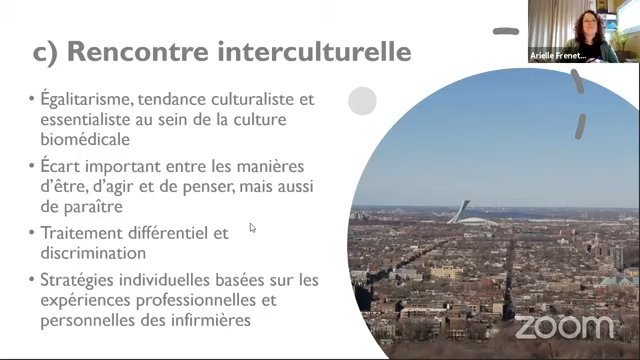 c) Rencontre interculturelle
• Égalitarisme, tendance culturaliste et
essentialiste au sein de la culture
biomédicale
• Écart important entre les manières
d'être, d'agir et de penser, mais aussi
de paraître
• Traitement différentiel et
discrimination
• Stratégies individuelles basées sur les
expériences professionnelles et
personnelles des infirmières
Arielle Frenet...
zoom